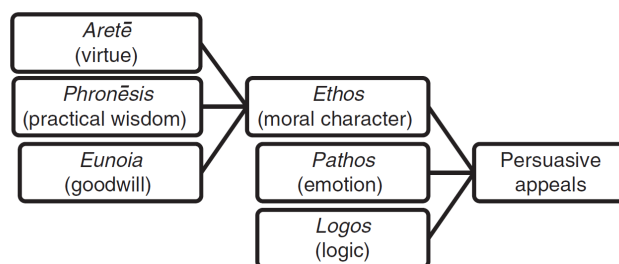 Aretē
(virtue)
Phronēsis
(practical wisdom)
Eunoia
(goodwill)
Ethos
(moral character)
Pathos
(emotion)
Logos
(logic)
Persuasive
appeals